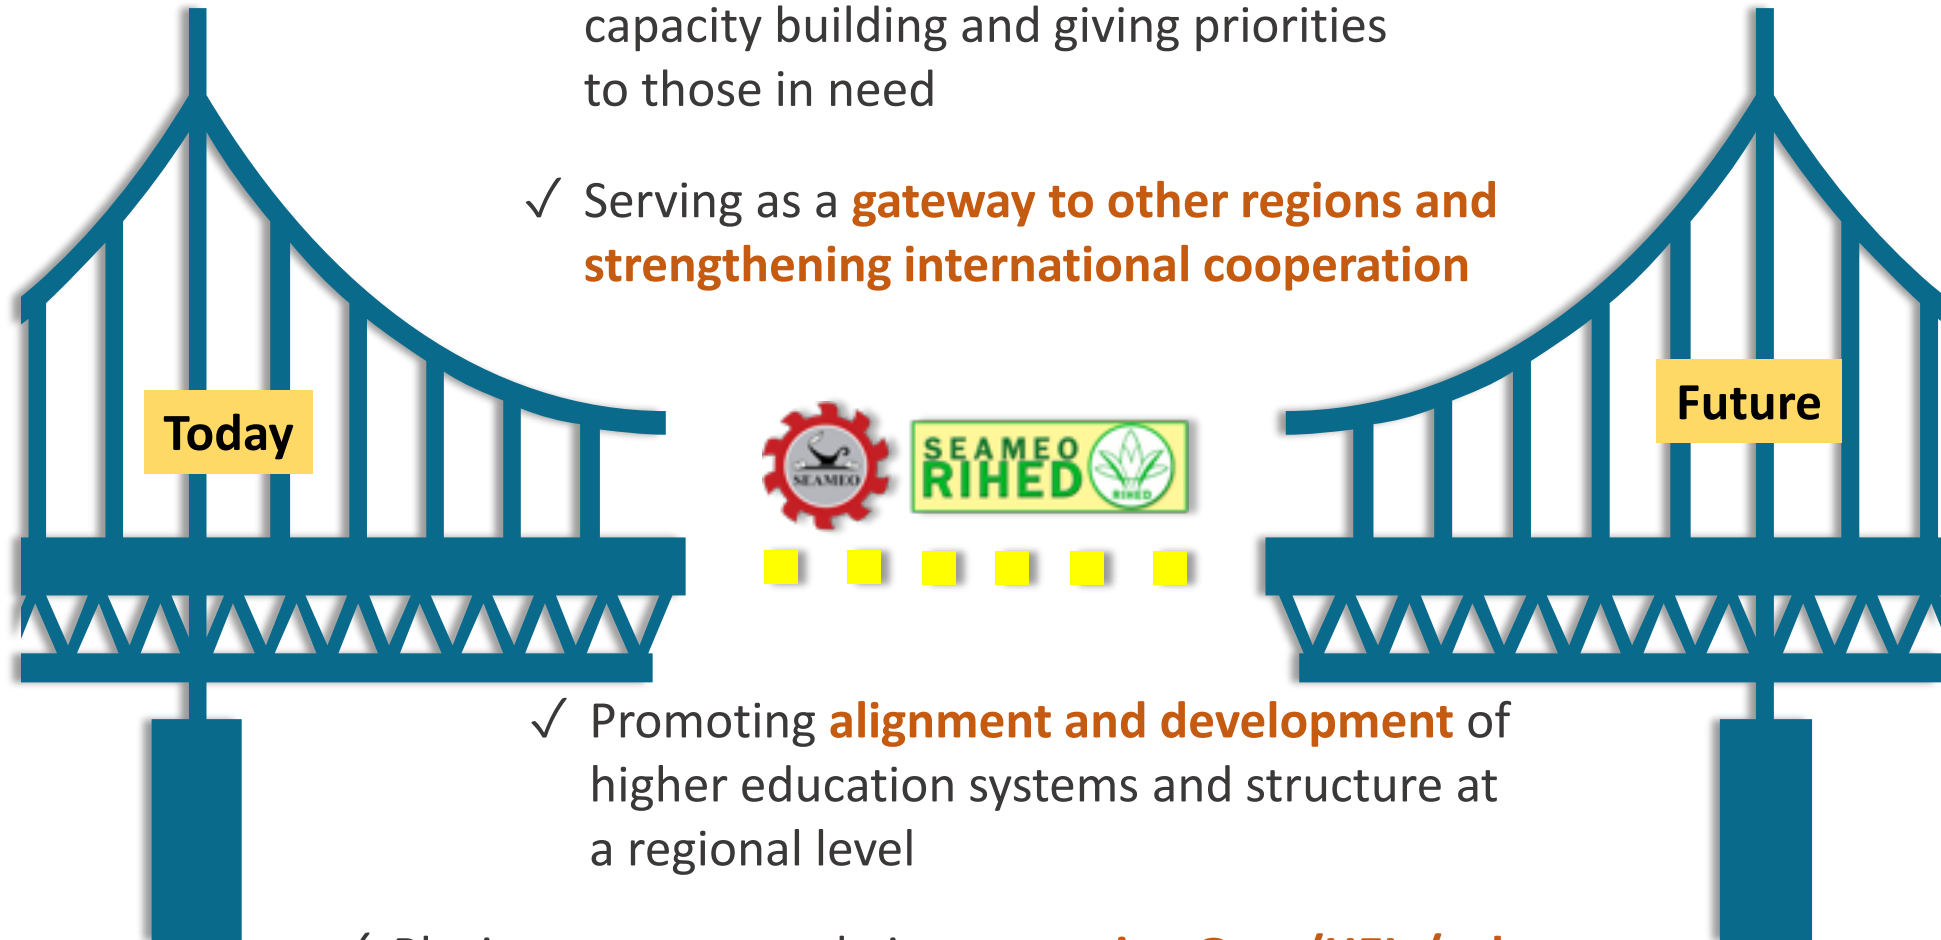 capacity building and giving priorities
to those in need
✓ Serving as a gateway to other regions and
strengthening international cooperation
Today
Future
SEAMEO
SEAMEO
RIHED
RIHED
✓ Promoting alignment and development of
higher education systems and structure at
a regional level